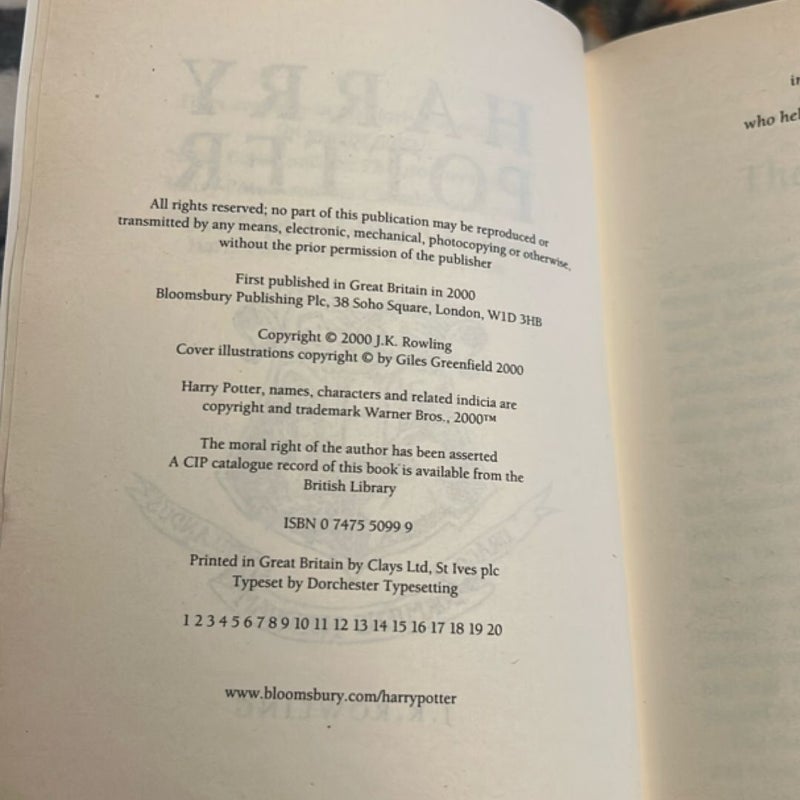 All rights reserved; no part of this publication may be reproduced or
transmitted by any means, electronic, mechanical, photocopying or otherwise,
without the prior permission of the publisher
First published in Great Britain in 2000
Bloomsbury Publishing Plc, 38 Soho Square, London, W1D 3HB
Copyright © 2000 J.K. Rowling
Cover illustrations copyright © by Giles Greenfield 2000
Harry Potter, names, characters and related indicia are
copyright and trademark Warner Bros., 2000™
The moral right of the author has been asserted
A CIP catalogue record of this book is available from the
British Library
ISBN 0 7475 5099 9
Printed in Great Britain by Clays Ltd, St Ives plc
Typeset by Dorchester Typesetting
1 2 3 4 5 6 7 8 9 10 11 12 13 14 15 16 17 18 19 20
www.bloomsbury.com/harrypotter
HARRY
POTTER
J.K. ROWLING
who hel